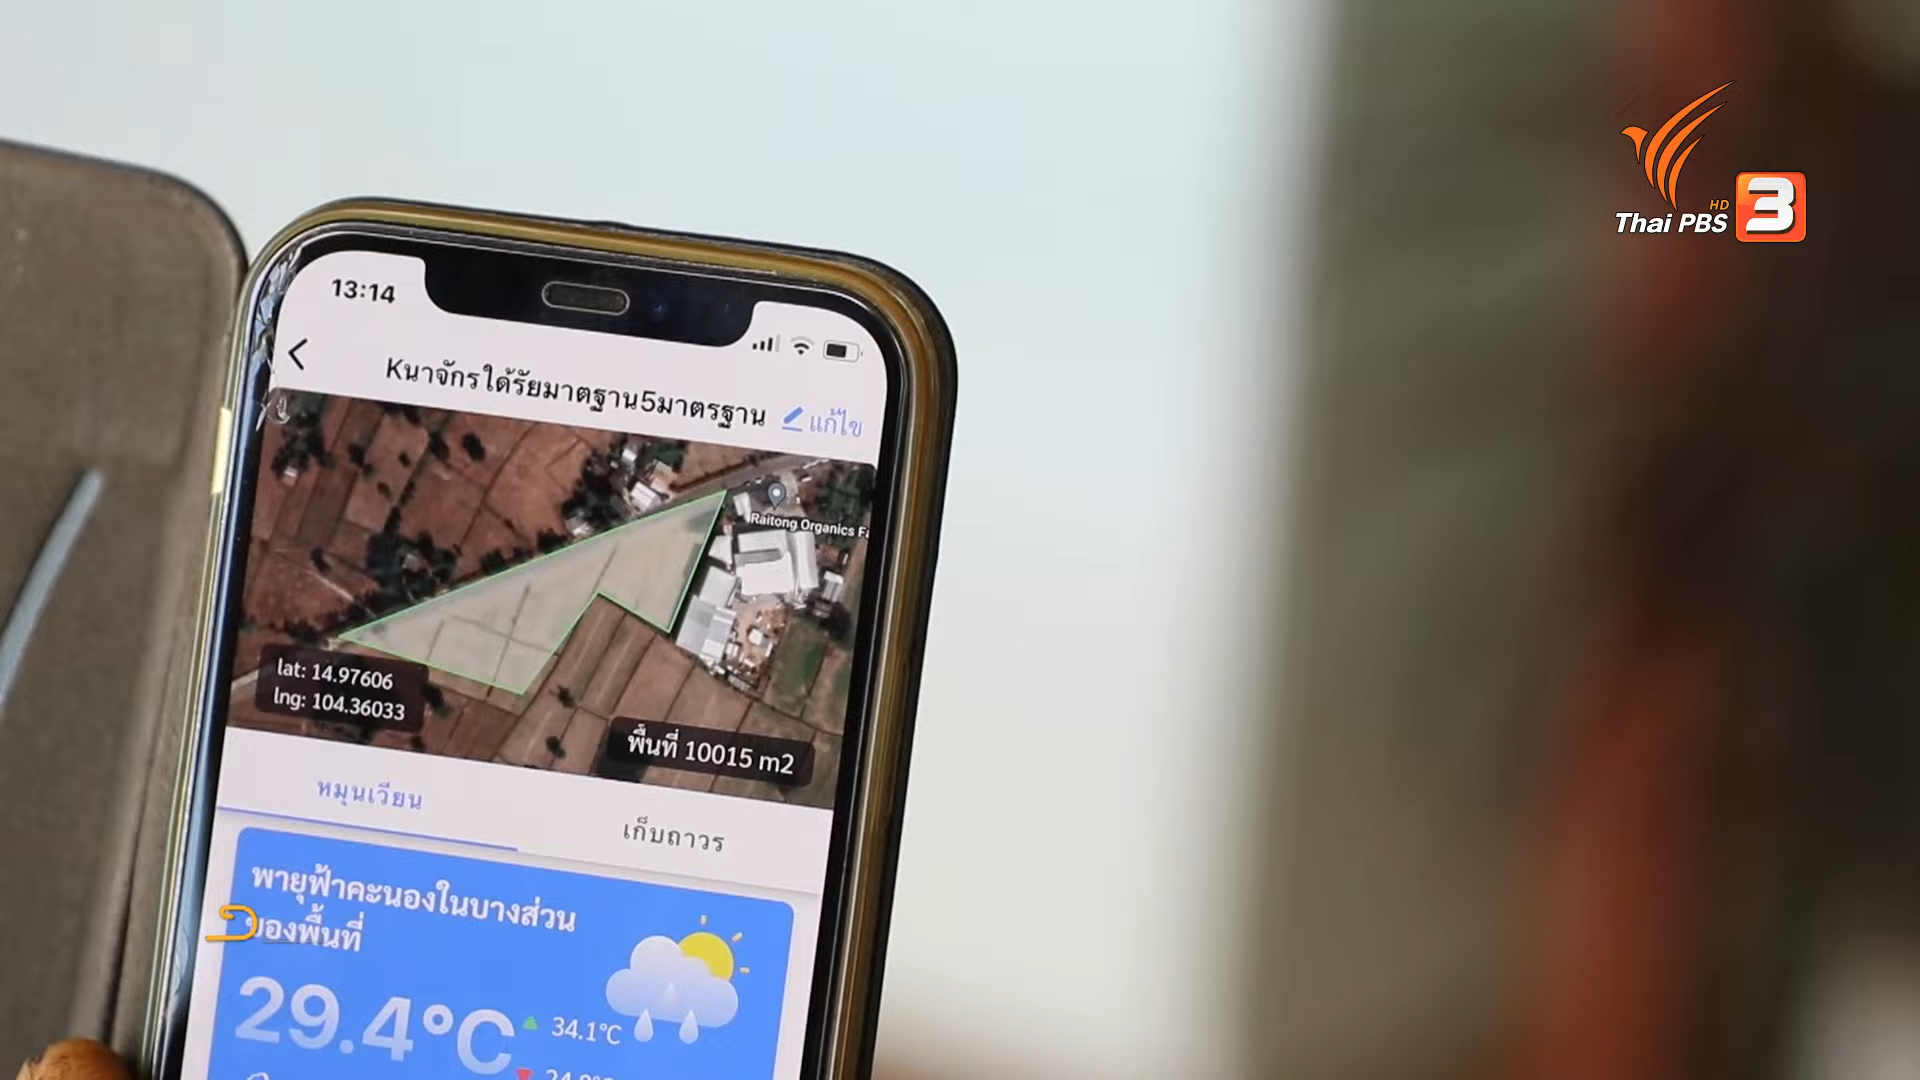 HD
Thai PBS 3
13:14
Kนาจักรใด้รัยมาตฐาน5มาตรฐาน
แก้ไข
Raitong Organics Fa
lat: 14.97606
lng: 104.36033
พื้นที่ 10015 m2
หมุนเวียน
เก็บถาวร
พายุฟ้าคะนองในบางส่วน
ของพื้นที่
29.4°C
34.1°C